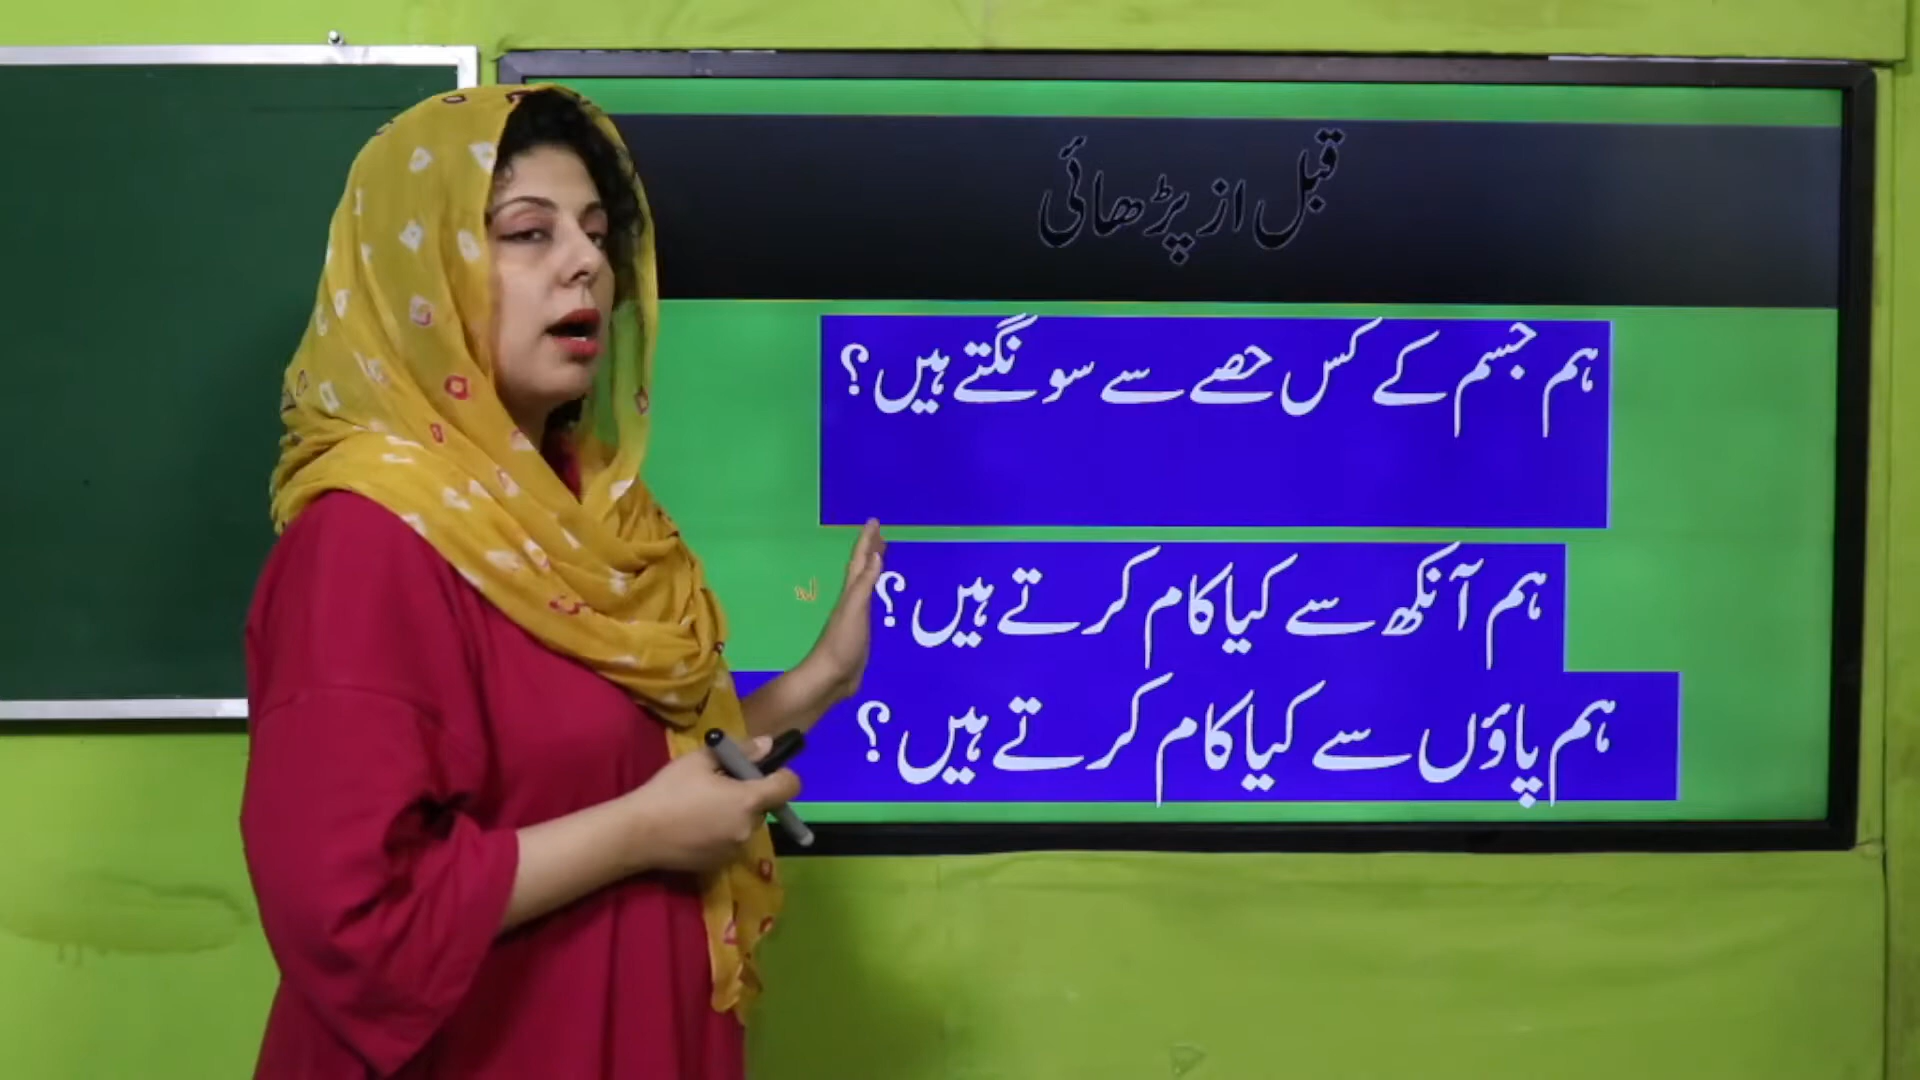 قبل از پڑھائی
ہم جسم کے کس حصے سے سونگتے ہیں؟
ہم آنکھ سے کیا کام کرتے ہیں؟
ہم پاؤں سے کیا کام کرتے ہیں؟